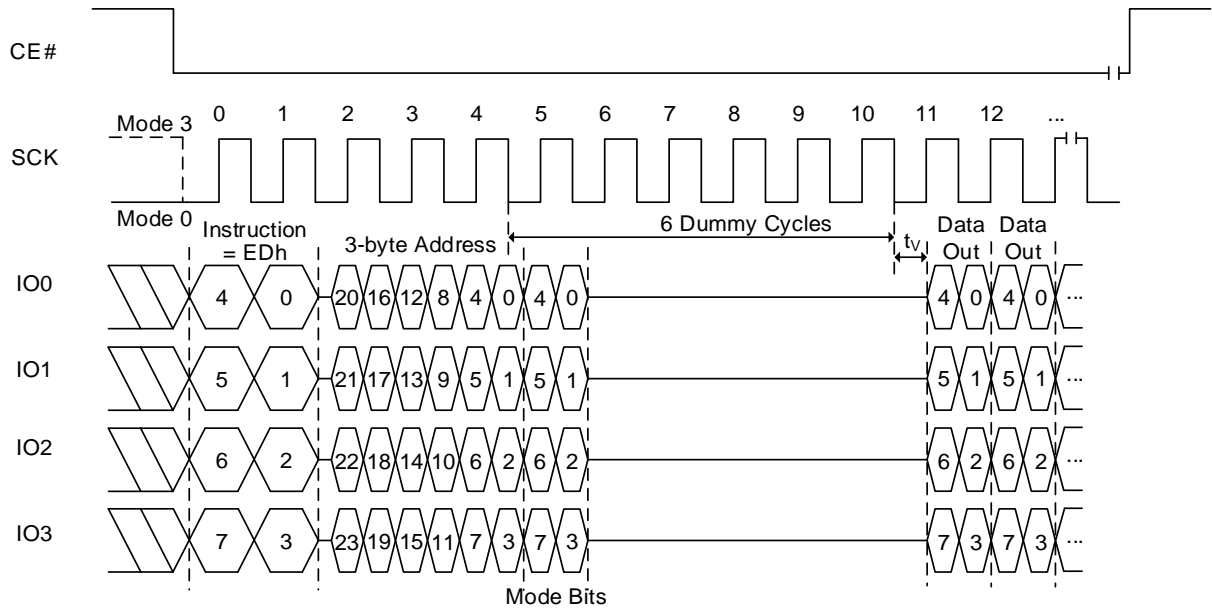 CE#
0 1 2 3 4 5 6 7 8 9 10 11 12 ...
Mode 3
SCK
Mode 0
Instruction
= EDh
3-byte Address
6 Dummy Cycles
tV
Data
Out
Data
Out
IO0
4 0 20 16 12 8 4 0 4 0 4 0 4 0 ...
IO1
5 1 21 17 13 9 5 1 5 1 5 1 5 1 ...
IO2
6 2 22 18 14 10 6 2 6 2 6 2 6 2 ...
IO3
7 3 23 19 15 11 7 3 7 3 7 3 7 3 ...
Mode Bits